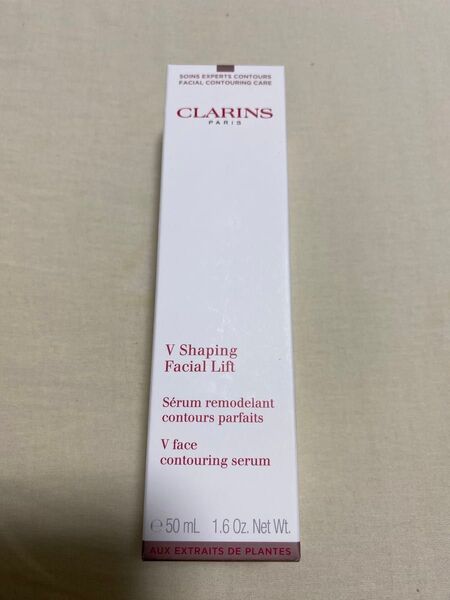 SOINS EXPERTS CONTOURS
FACIAL CONTOURING CARE
CLARINS
PARIS
V Shaping
Facial Lift
Sérum remodelant
contours parfaits
V face
contouring serum
℮ 50 mL 1.6 Oz. Net Wt.
AUX EXTRAITS DE PLANTES